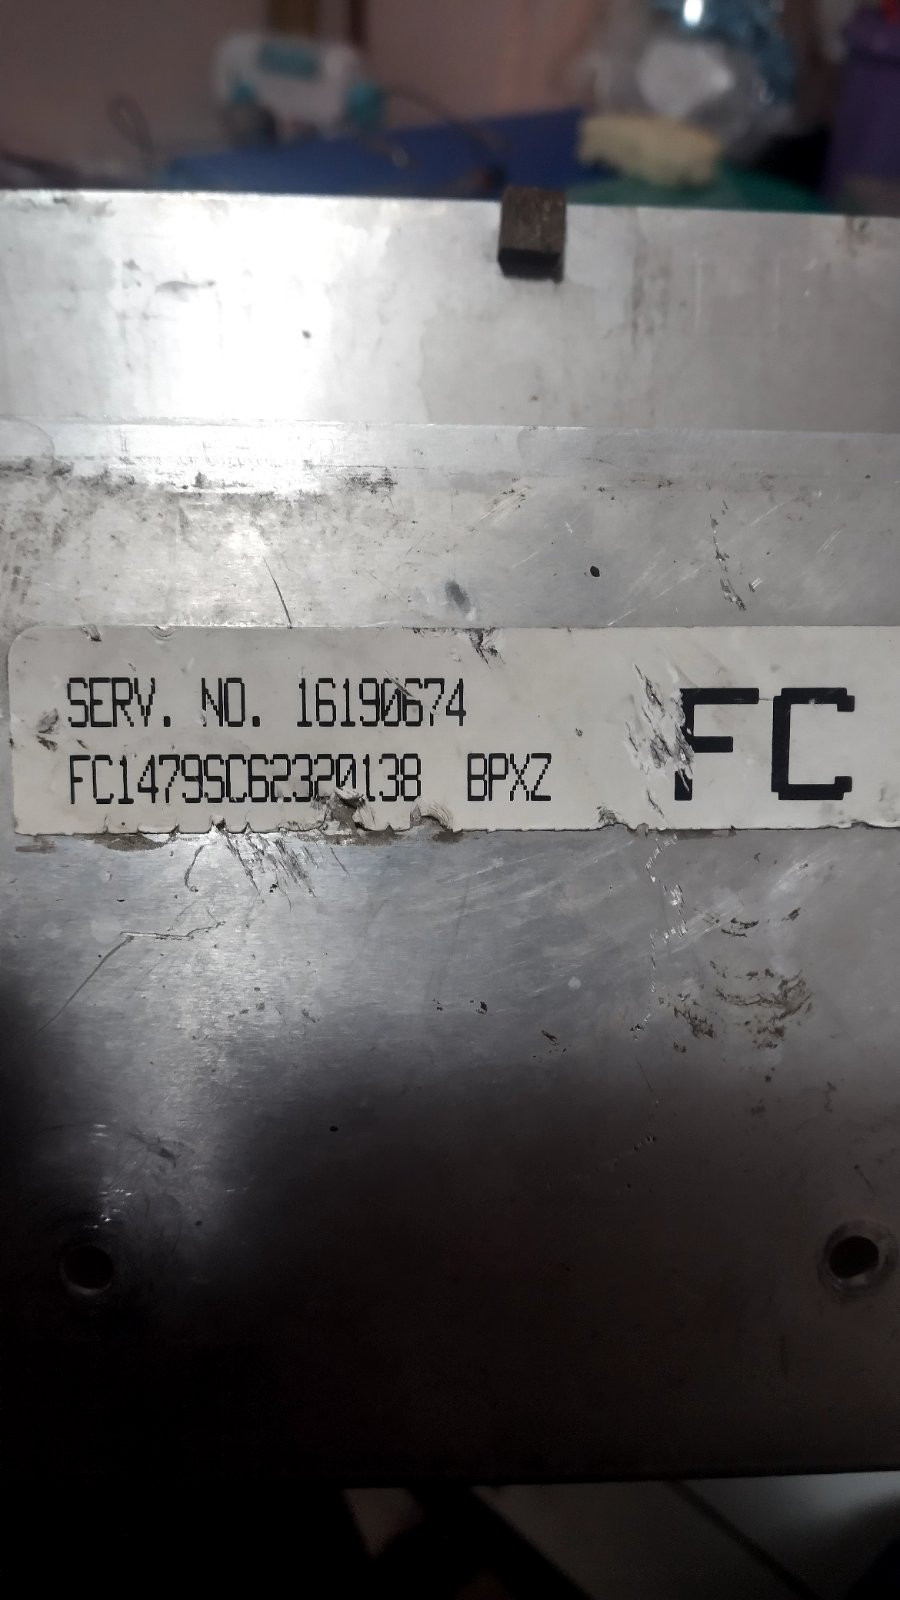 SERV. NO. 16190674
FC1479SC62320138 BPXZ
FC